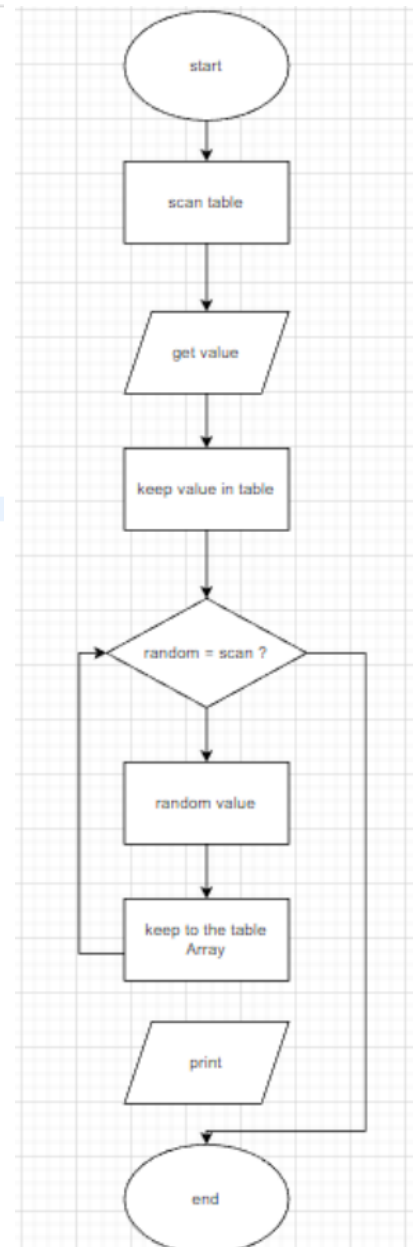 start
scan table
get value
keep value in table
random = scan ?
random value
keep to the table
Array
print
end